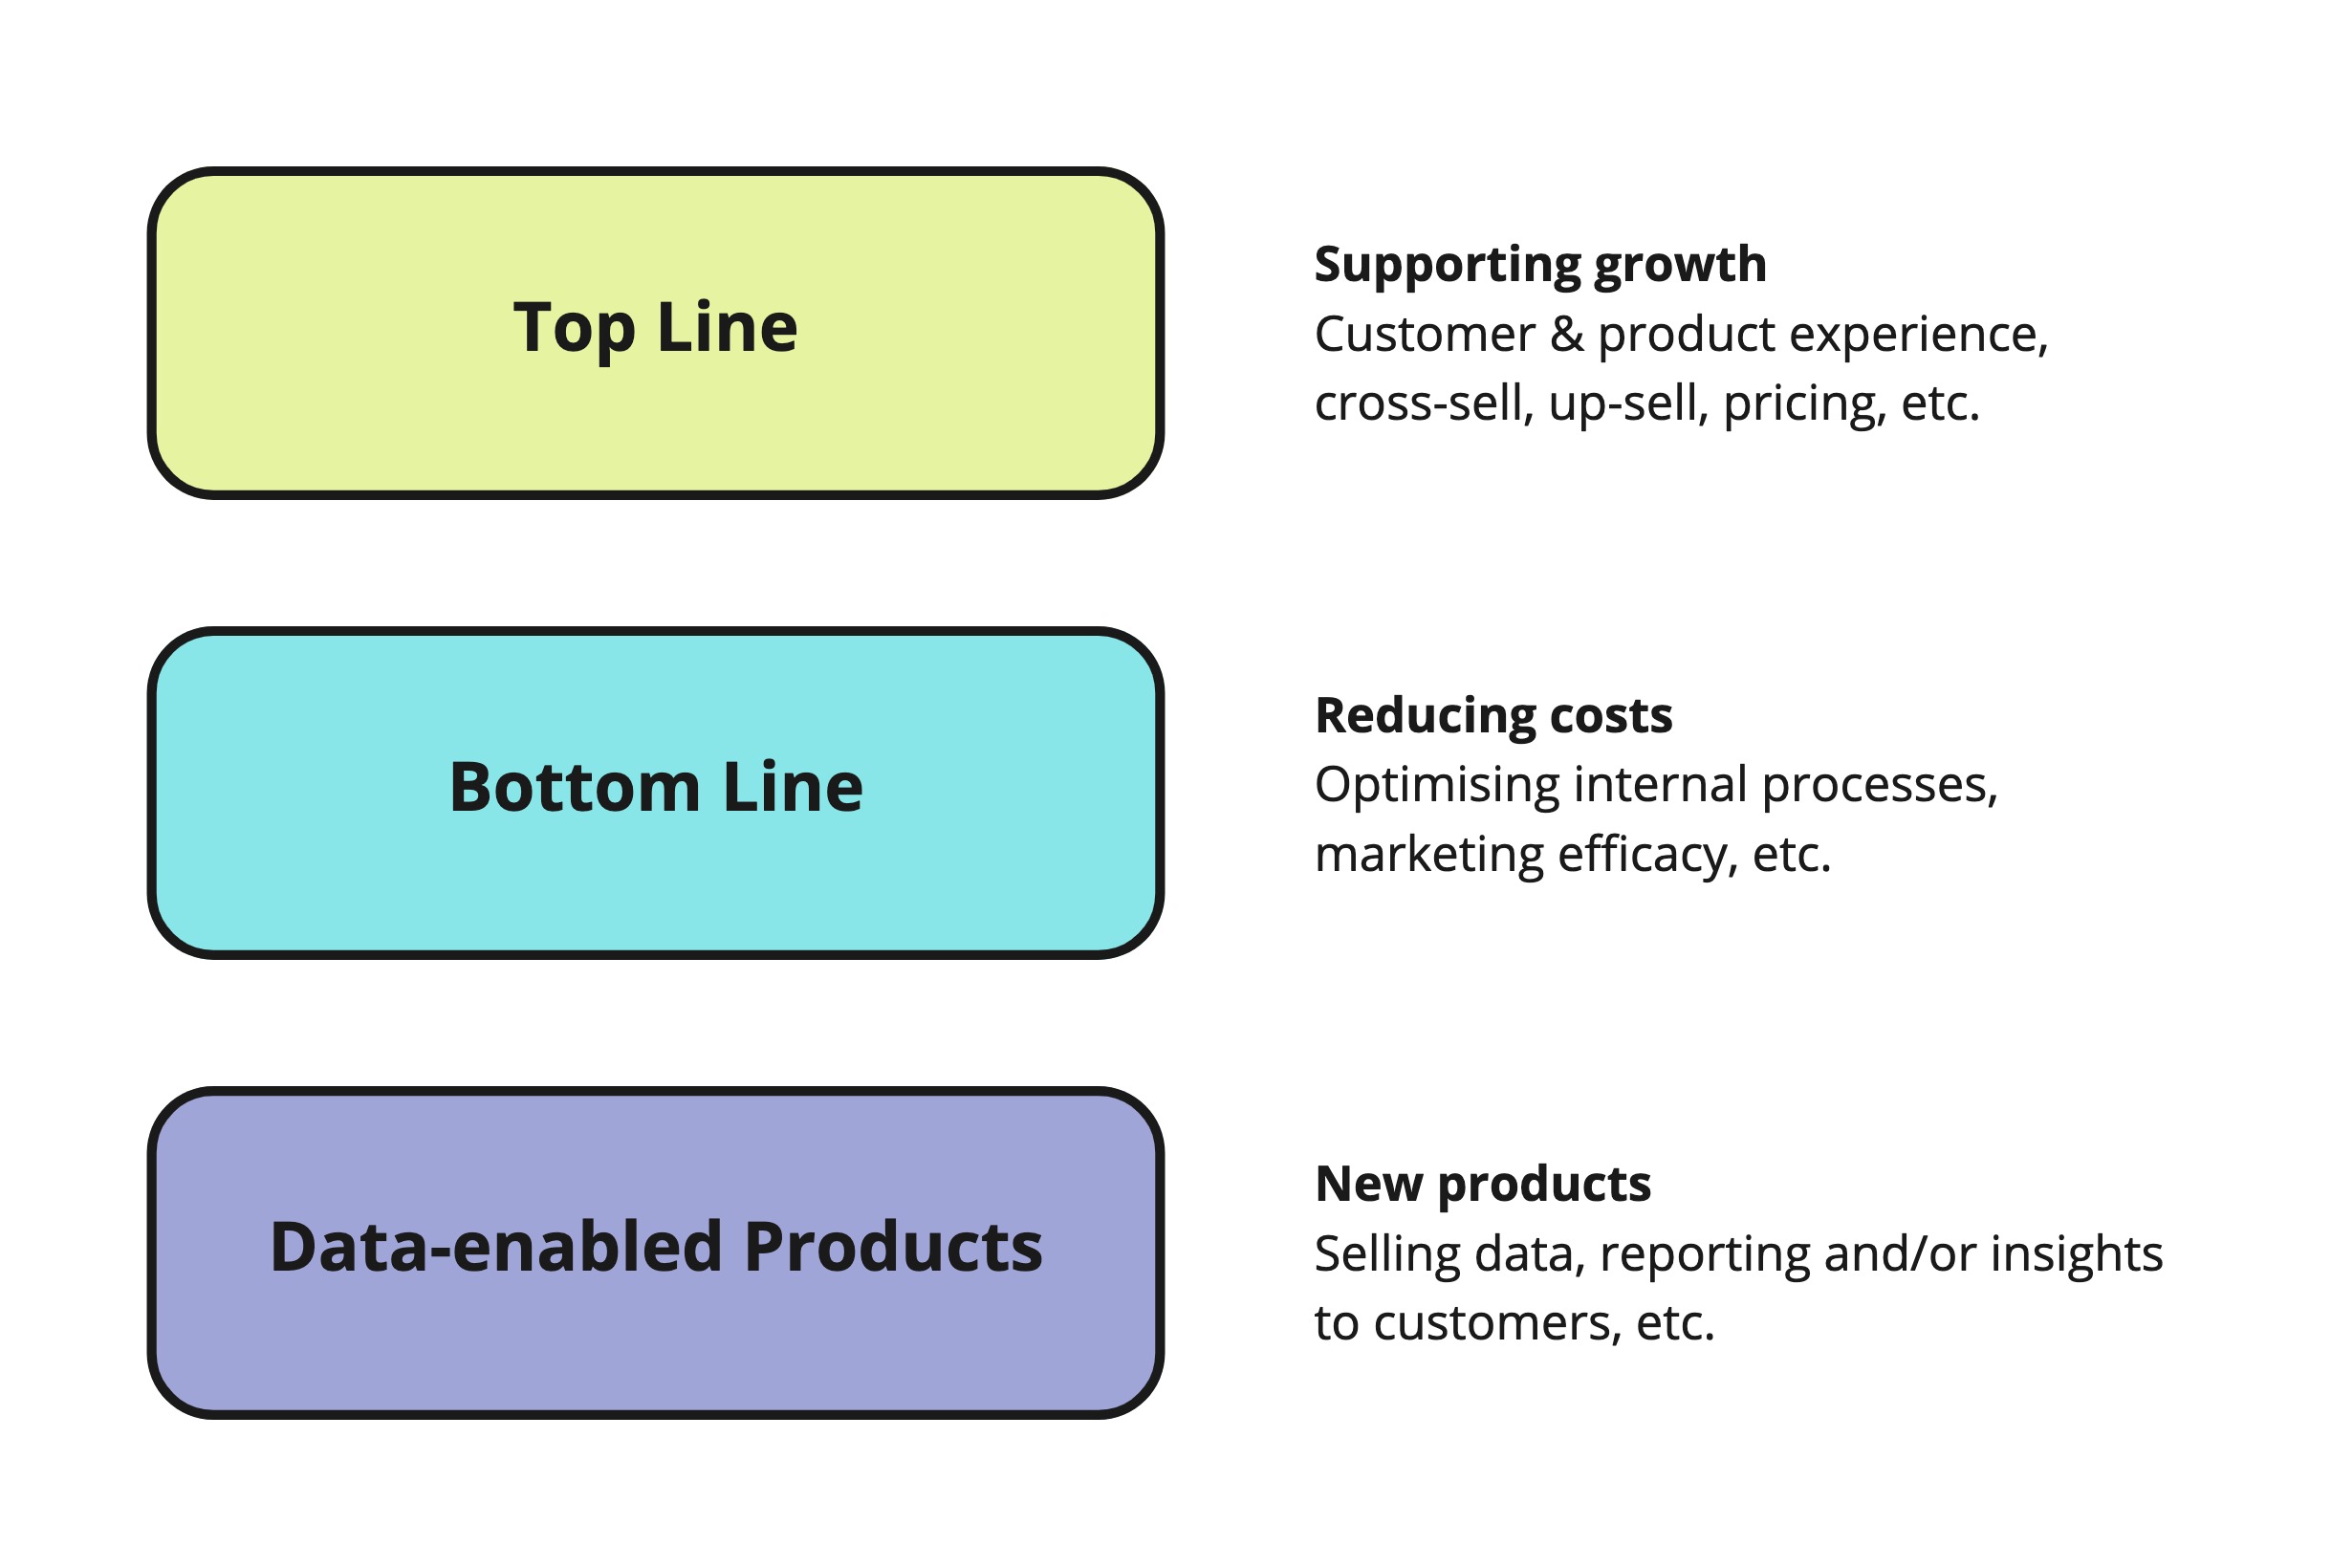 Top Line
Supporting growth
Customer & product experience,
cross-sell, up-sell, pricing, etc.
Bottom Line
Reducing costs
Optimising internal processes,
marketing efficacy, etc.
Data-enabled Products
New products
Selling data, reporting and/or insights
to customers, etc.